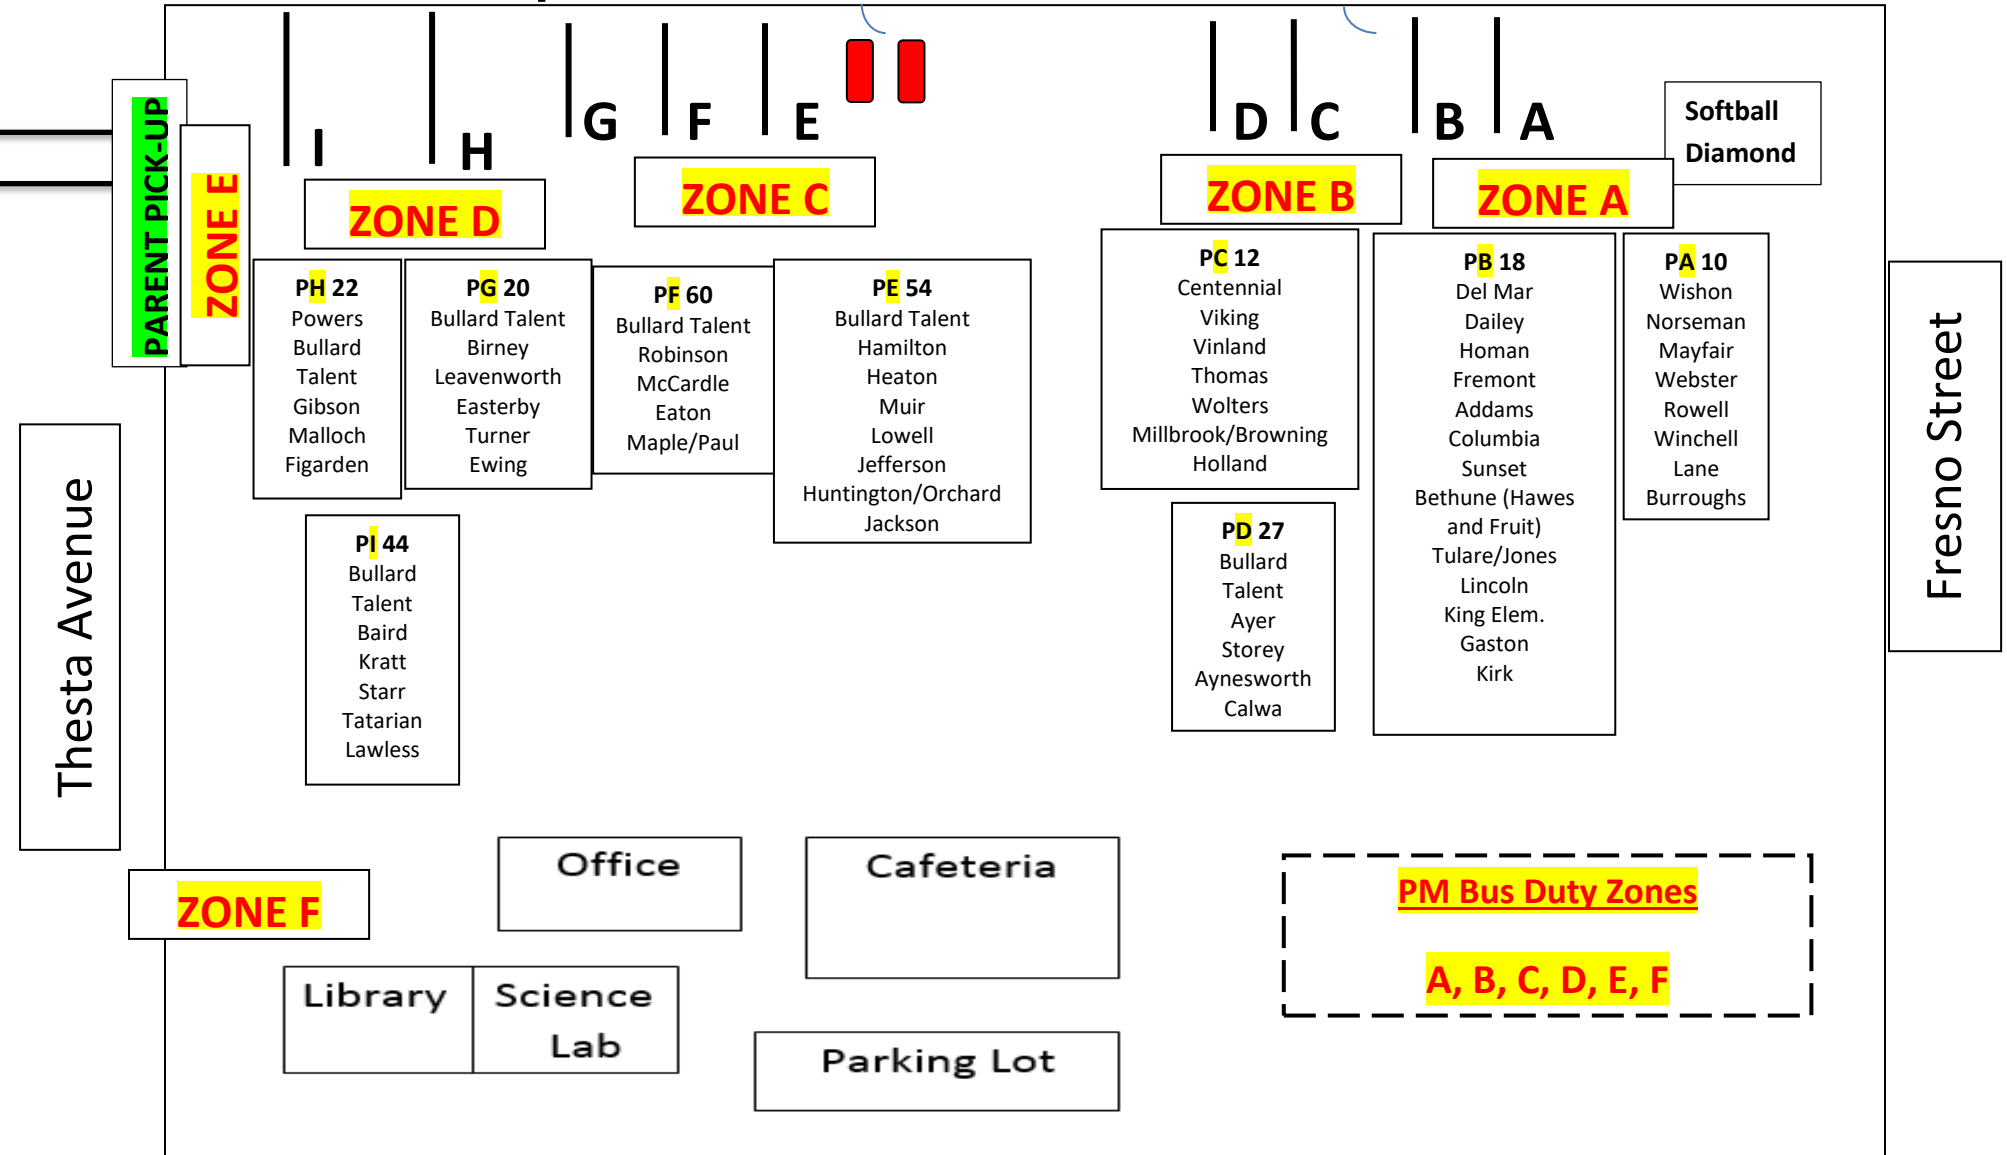 I
H
G
F
E
D
C
B
A
Softball
Diamond
PARENT PICK-UP
ZONE E
ZONE D
ZONE C
ZONE B
ZONE A
PH 22
Powers
Bullard
Talent
Gibson
Malloch
Figarden
PG 20
Bullard Talent
Birney
Leavenworth
Easterby
Turner
Ewing
PF 60
Bullard Talent
Robinson
McCardle
Eaton
Maple/Paul
PE 54
Bullard Talent
Hamilton
Heaton
Muir
Lowell
Jefferson
Huntington/Orchard
Jackson
PC 12
Centennial
Viking
Vinland
Thomas
Wolters
Millbrook/Browning
Holland
PB 18
Del Mar
Dailey
Homan
Fremont
Addams
Columbia
Sunset
Bethune (Hawes
and Fruit)
Tulare/Jones
Lincoln
King Elem.
Gaston
Kirk
PA 10
Wishon
Norseman
Mayfair
Webster
Rowell
Winchell
Lane
Burroughs
PI 44
Bullard
Talent
Baird
Kratt
Starr
Tatarian
Lawless
PD 27
Bullard
Talent
Ayer
Storey
Aynesworth
Calwa
Thesta Avenue
Fresno Street
ZONE F
Office
Cafeteria
Library
Science
Lab
Parking Lot
PM Bus Duty Zones
A, B, C, D, E, F